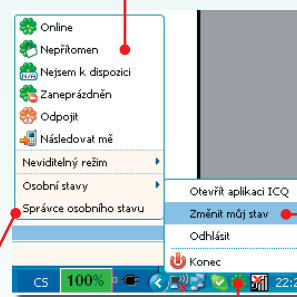 Online
Nepřítomen
N/A
Nejsem k dispozici
Zaneprázdněn
Odpojit
Následovat mě
Neviditelný režim
Osobní stavy
Správce osobního stavu
Otevřít aplikaci ICQ
Změnit můj stav
Odhlásit
Konec
CS
100%
22:2